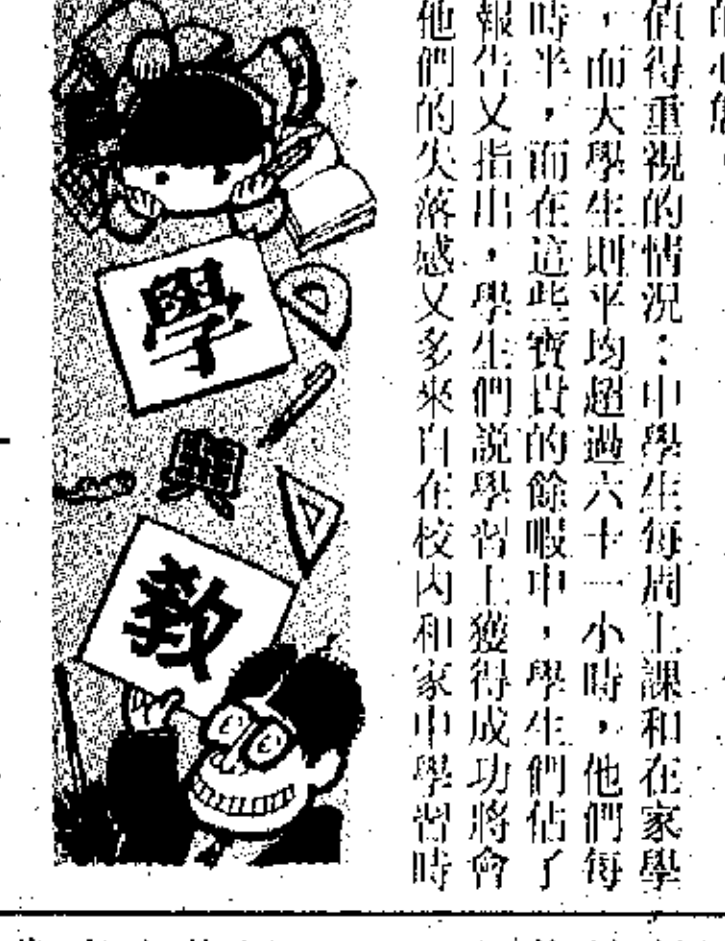 的心態
值得重視的情況：中學生每周上課和在家學
，而大學生則平均超過六十一小時，他們每
時半，而在這些寶貴的餘暇中，學生們佔了
報告又指出，學生們說學習上獲得成功將會
他們的失落感又多來自在校內和家中學習時
學
與
教